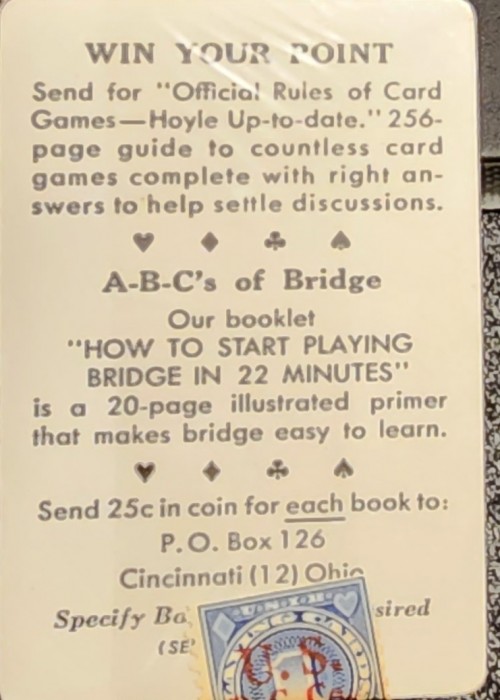 WIN YOUR POINT
Send for "Official Rules of Card
Games—Hoyle Up-to-date." 256-
page guide to countless card
games complete with right an-
swers to help settle discussions.
A-B-C's of Bridge
Our booklet
"HOW TO START PLAYING
BRIDGE IN 22 MINUTES"
is a 20-page illustrated primer
that makes bridge easy to learn.
Send 25c in coin for each book to:
P.O. Box 126
Cincinnati (12) Ohio
Specify
U.S.